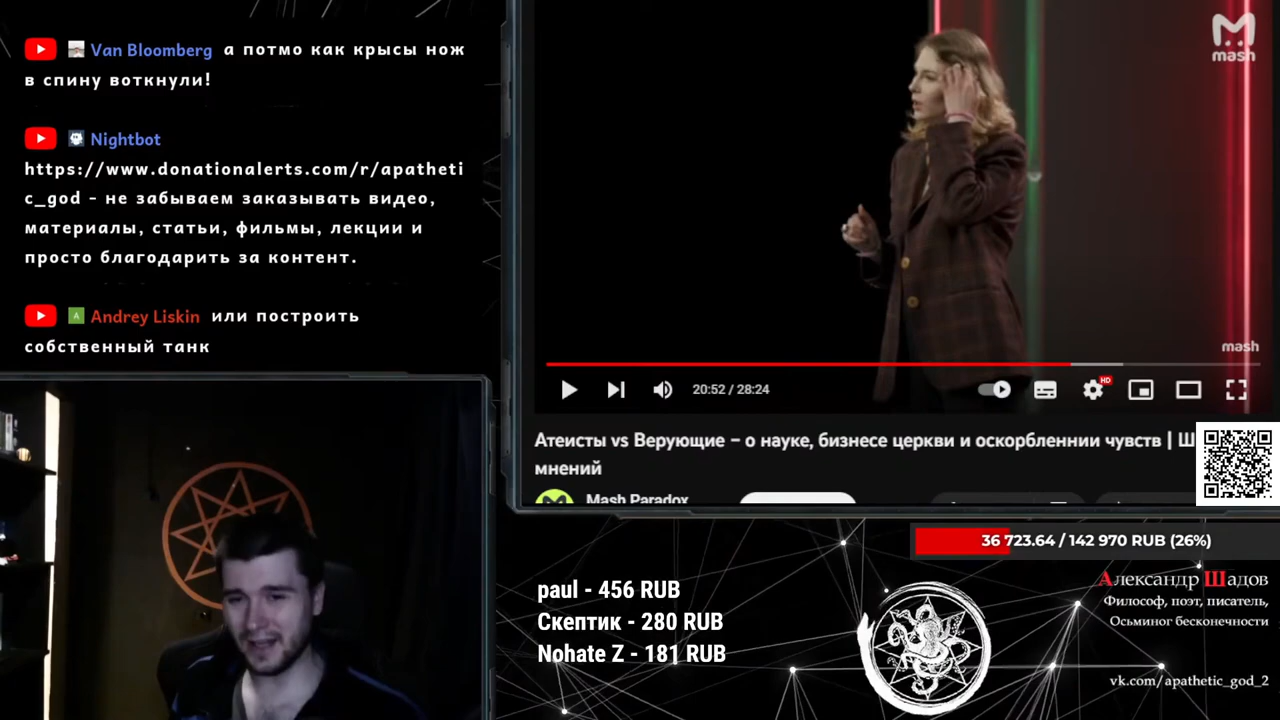 Van Bloomberg а потмо как крысы нож
в спину воткнули!
Nightbot
https://www.donationalerts.com/r/apatheti
c_god - не забываем заказывать видео,
материалы, статьи, фильмы, лекции и
просто благодарить за контент.
A Andrey Liskin или построить
собственный танк
mash
mash
20:52 / 28:24
HD
Атеисты vs Верующие – о науке, бизнесе церкви и оскорбленнии чувств | Ш
мнений
Mash Paradox
36 723.64 / 142 970 RUB (26%)
paul - 456 RUB
Скептик - 280 RUB
Nohate Z - 181 RUB
Александр Шадов
Философ, поэт, писатель,
Осьминог бесконечности
vk.com/apathetic_god_2